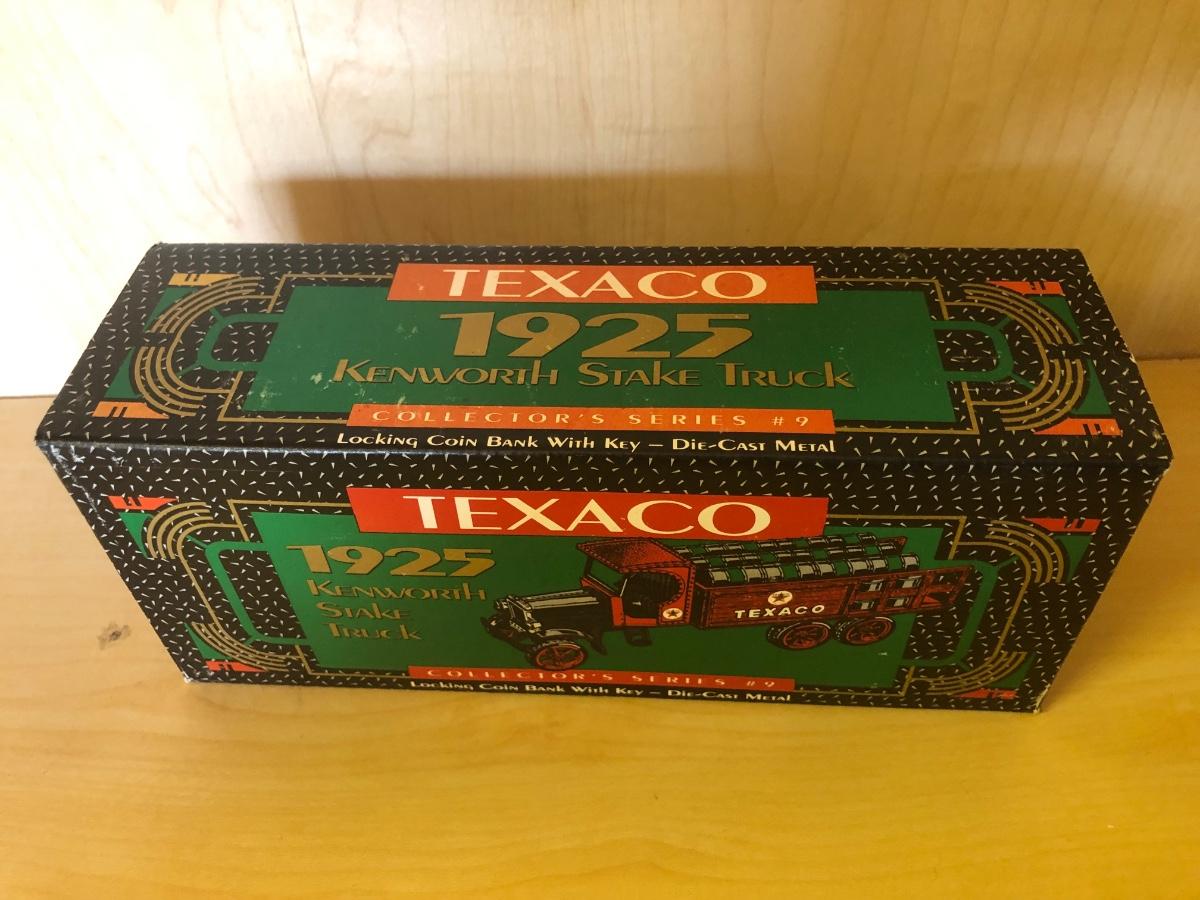 TEXACO
1925
KENWORTH STAKE TRUCK
COLLECTOR'S SERIES #9
LOCKING COIN BANK WITH KEY – DIE-CAST METAL
TEXACO
1925
KENWORTH
STAKE
TRUCK
TEXACO
COLLECTOR'S SERIES #9
LOCKING COIN BANK WITH KEY – DIE-CAST METAL